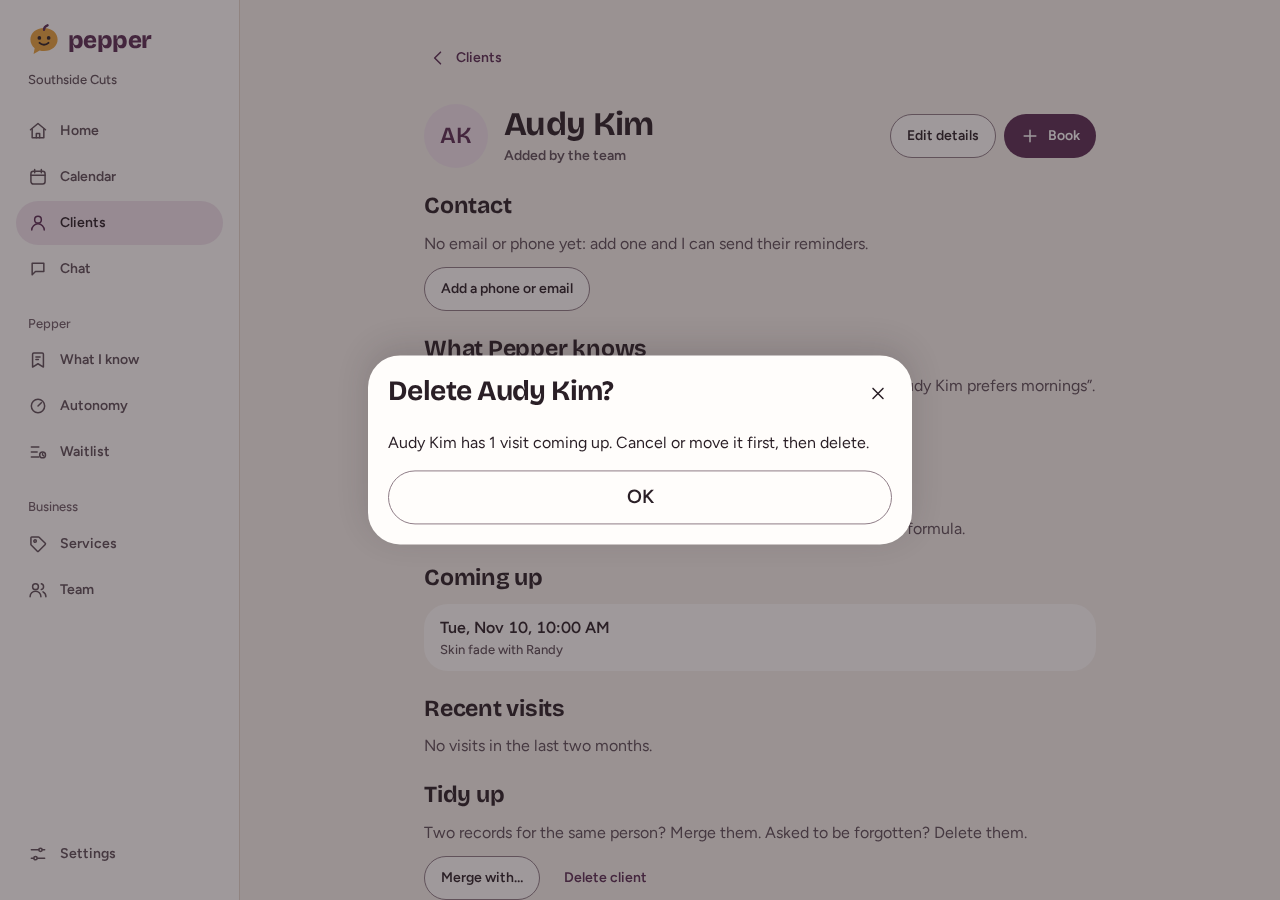 pepper
Southside Cuts
Home
Calendar
Clients
Chat
Pepper
What I know
Autonomy
Waitlist
Business
Services
Team
Settings
Clients
AK
Audy Kim
Added by the team
Edit details
Book
Contact
No email or phone yet: add one and I can send their reminders.
Add a phone or email
What Pepper knows
Kim prefers mornings”.
Delete Audy Kim?
Audy Kim has 1 visit coming up. Cancel or move it first, then delete.
OK
formula.
Coming up
Tue, Nov 10, 10:00 AM
Skin fade with Randy
Recent visits
No visits in the last two months.
Tidy up
Two records for the same person? Merge them. Asked to be forgotten? Delete them.
Merge with...
Delete client